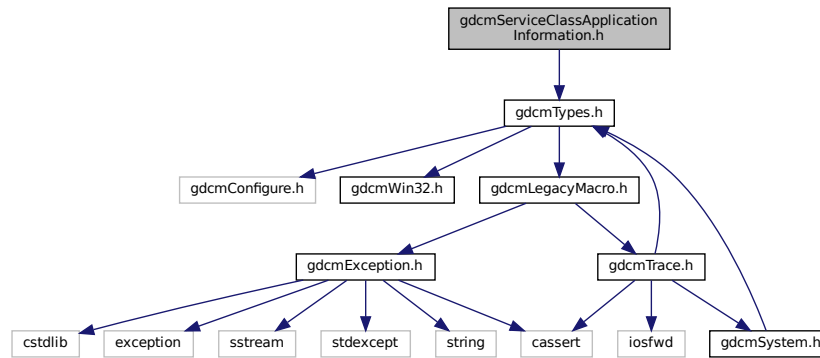 gdcmServiceClassApplication
Information.h
gdcmTypes.h
gdcmConfigure.h
gdcmWin32.h
gdcmLegacyMacro.h
gdcmException.h
gdcmTrace.h
cstdlib
exception
sstream
stdexcept
string
cassert
iosfwd
gdcmSystem.h